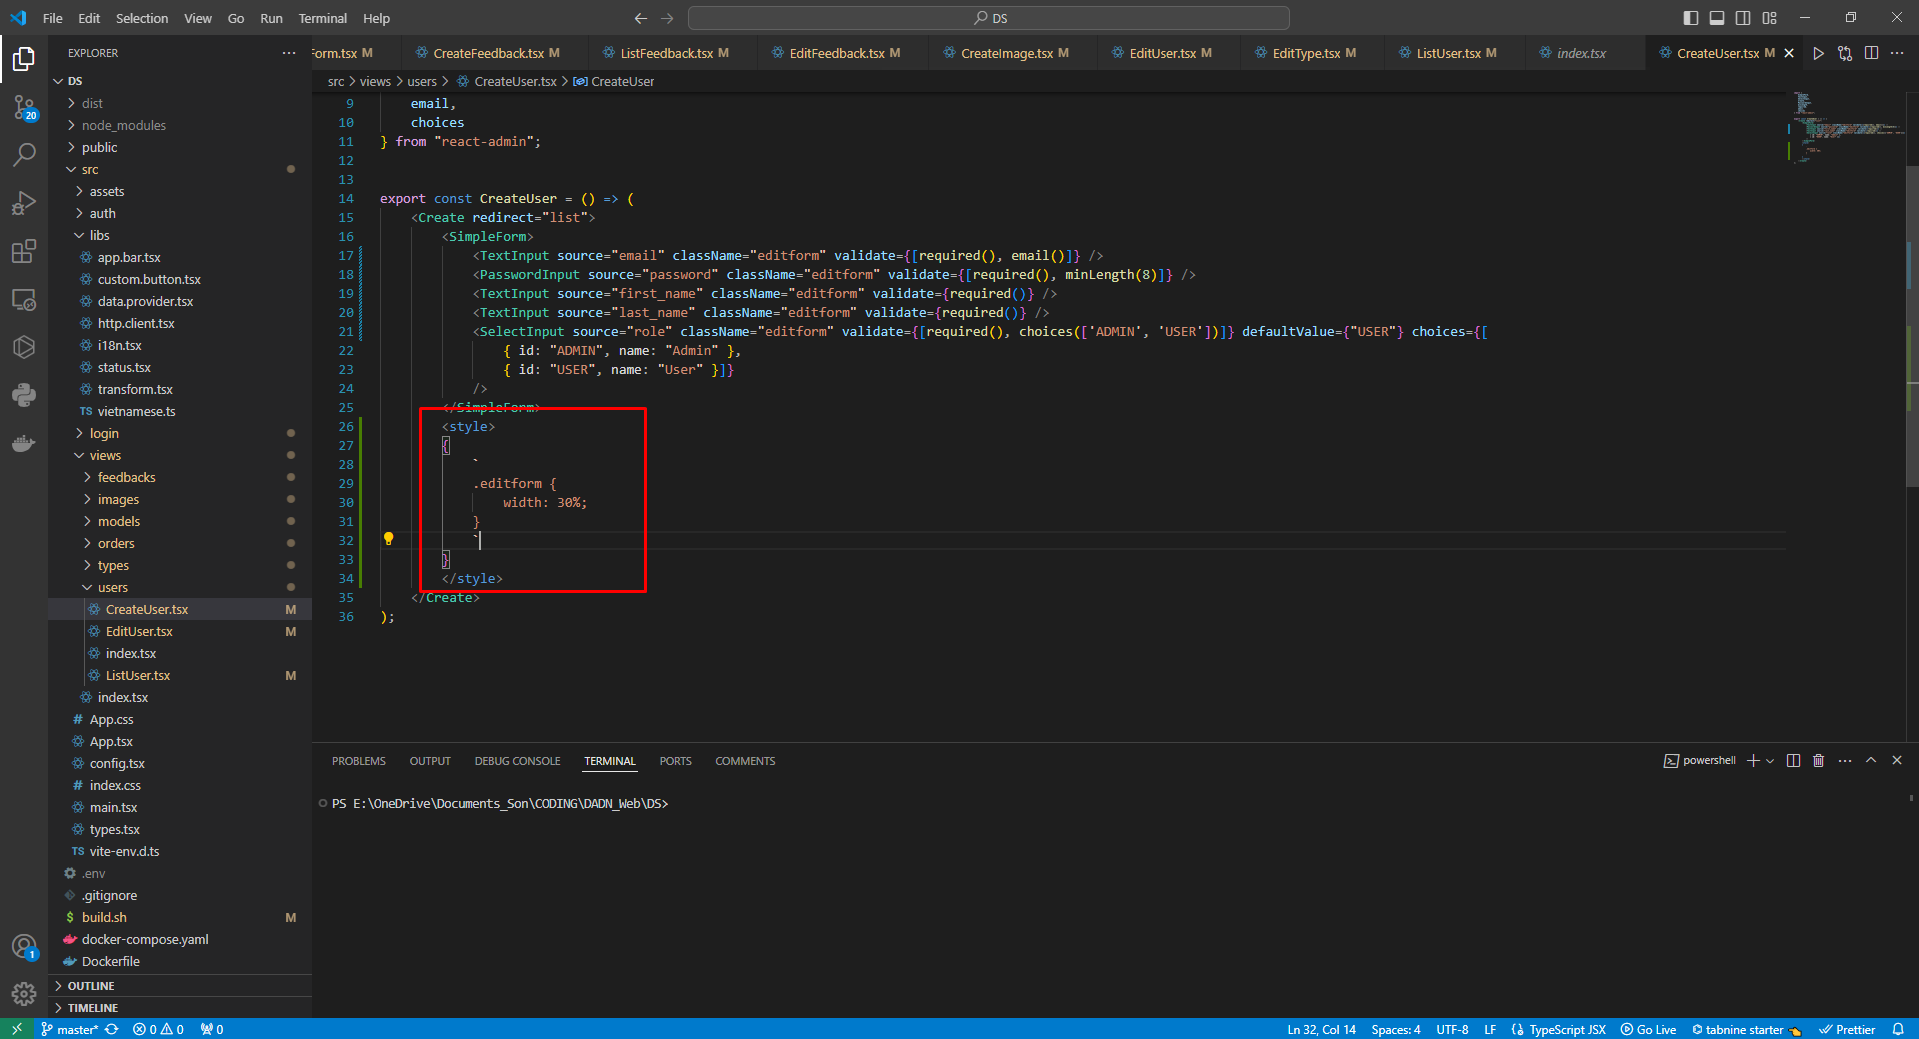 File Edit Selection View Go Run Terminal Help
DS
EXPLORER
Form.tsx M
CreateFeedback.tsx M
ListFeedback.tsx M
EditFeedback.tsx M
CreateImage.tsx M
EditUser.tsx M
EditType.tsx M
ListUser.tsx M
index.tsx
CreateUser.tsx M
src > views > users > CreateUser.tsx > CreateUser
20
1
DS
dist
node_modules
public
src
assets
auth
libs
app.bar.tsx
custom.button.tsx
data.provider.tsx
http.client.tsx
i18n.tsx
status.tsx
transform.tsx
TS vietnamese.ts
login
views
feedbacks
images
models
orders
types
users
CreateUser.tsx M
EditUser.tsx M
index.tsx
ListUser.tsx M
index.tsx
# App.css
App.tsx
config.tsx
# index.css
main.tsx
types.tsx
TS vite-env.d.ts
.env
.gitignore
$ build.sh M
docker-compose.yaml
Dockerfile
OUTLINE
TIMELINE
9 email,
10 choices
11 } from "react-admin";
12
13
14 export const CreateUser = () => (
15 <Create redirect="list">
16 <SimpleForm>
17 <TextInput source="email" className="editform" validate={[required(), email()]} />
18 <PasswordInput source="password" className="editform" validate={[required(), minLength(8)]} />
19 <TextInput source="first_name" className="editform" validate={required()} />
20 <TextInput source="last_name" className="editform" validate={required()} />
21 <SelectInput source="role" className="editform" validate={[required(), choices(['ADMIN', 'USER'])]} defaultValue={"USER"} choices={[
22 { id: "ADMIN", name: "Admin" },
23 { id: "USER", name: "User" }]}
24 />
25 </SimpleForm>
26 <style>
27 {
28 `
29 .editform {
30 width: 30%;
31 }
32 `
33 }
34 </style>
35 </Create>
36 );
PROBLEMS OUTPUT DEBUG CONSOLE TERMINAL PORTS COMMENTS
powershell
PS E:\OneDrive\Documents_Son\CODING\DADN_Web\DS>
master* 0 0 0
Ln 32, Col 14 Spaces: 4 UTF-8 LF TypeScript JSX Go Live tabnine starter Prettier